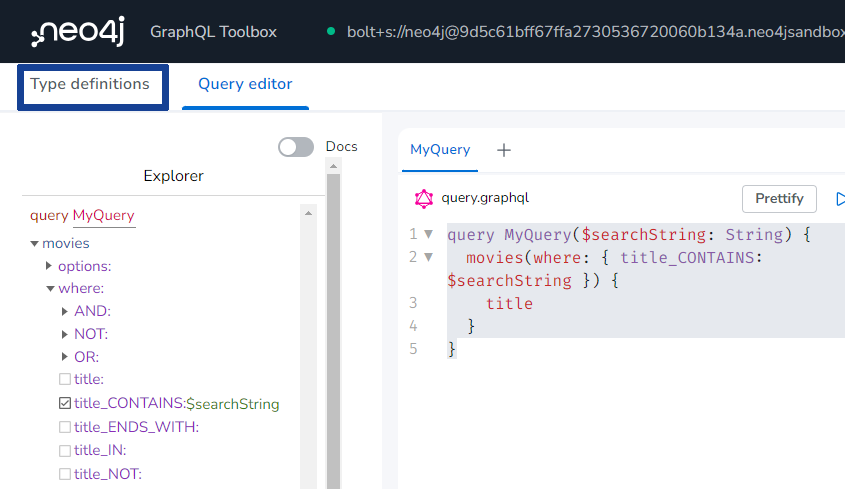 neo4j GraphQL Toolbox bolt+s://neo4j@9d5c61bff67ffa2730536720060b134a.neo4jsandbox
Type definitions Query editor
Docs
Explorer
query MyQuery
movies
options:
where:
AND:
NOT:
OR:
title:
title_CONTAINS:$searchString
title_ENDS_WITH:
title_IN:
title_NOT:
MyQuery +
query.graphql Prettify
1 query MyQuery($searchString: String) {
2 movies(where: { title_CONTAINS:
$searchString }) {
3 title
4 }
5 }